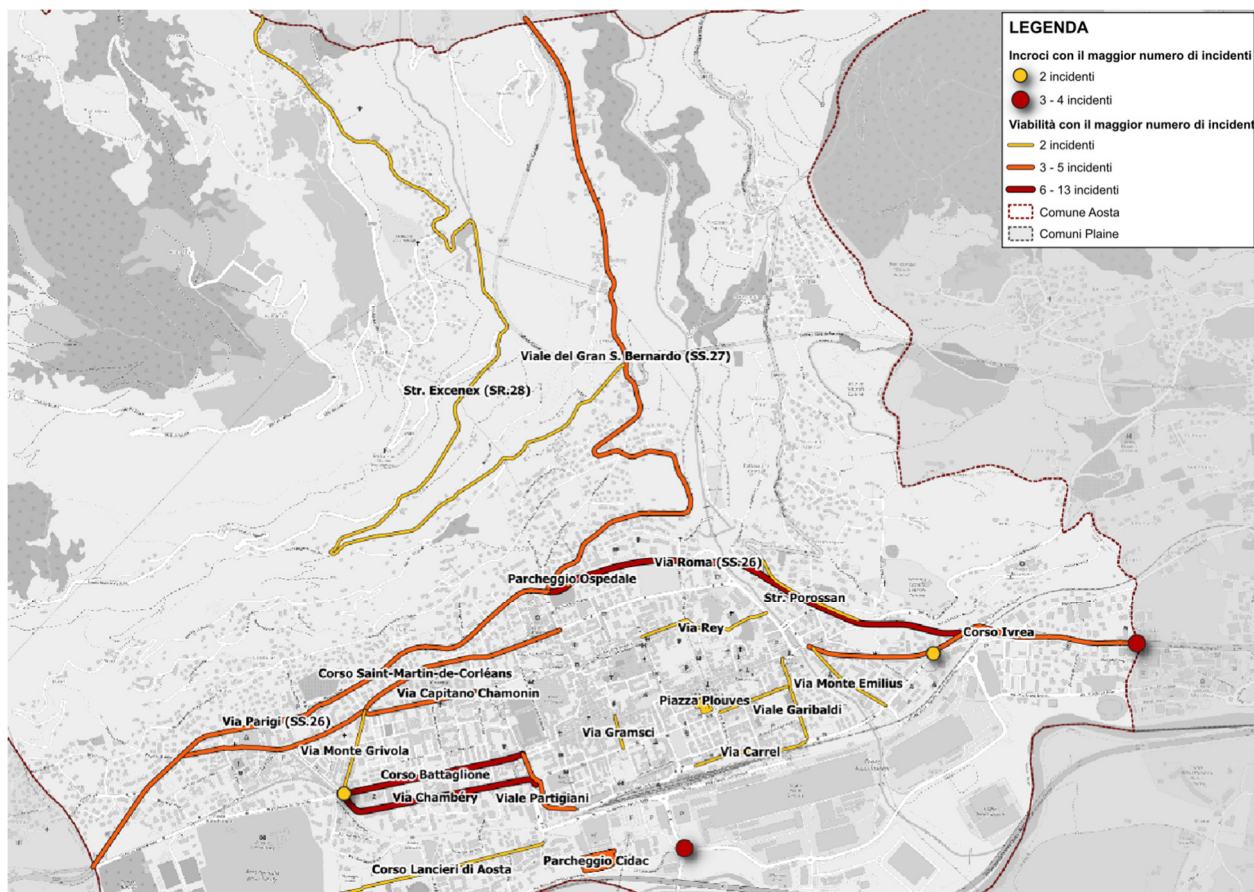 LEGENDA
Incroci con il maggior numero di incidenti
2 incidenti
3 - 4 incidenti
Viabilità con il maggior numero di incident
2 incidenti
3 - 5 incidenti
6 - 13 incidenti
Comune Aosta
Comuni Plaine
Viale del Gran S. Bernardo (SS.27)
Str. Excenex (SR.28)
Via Roma (SS.26)
Parcheggio Ospedale
Str. Porossan
Via Rey
Corso Ivrea
Corso Saint-Martin-de-Corléans
Via Capitano Chamonin
Via Monte Emilius
Piazza Plouves
Viale Garibaldi
Via Parigi (SS.26)
Via Gramsci
Via Monte Grivola
Via Carrel
Corso Battaglione
Via Chambéry
Viale Partigiani
Parcheggio Cidac
Corso Lancieri di Aosta